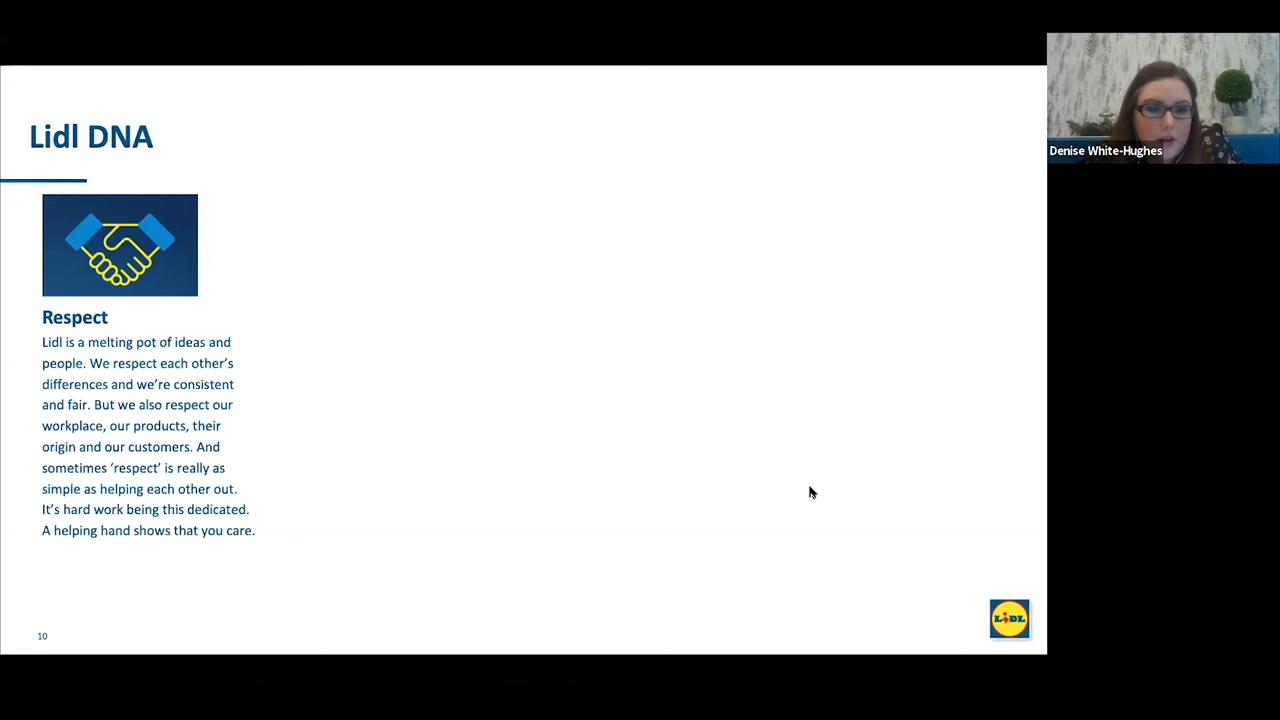 Lidl DNA
Respect
Lidl is a melting pot of ideas and
people. We respect each other’s
differences and we’re consistent
and fair. But we also respect our
workplace, our products, their
origin and our customers. And
sometimes ‘respect’ is really as
simple as helping each other out.
It’s hard work being this dedicated.
A helping hand shows that you care.
10
LIDL
Denise White-Hughes